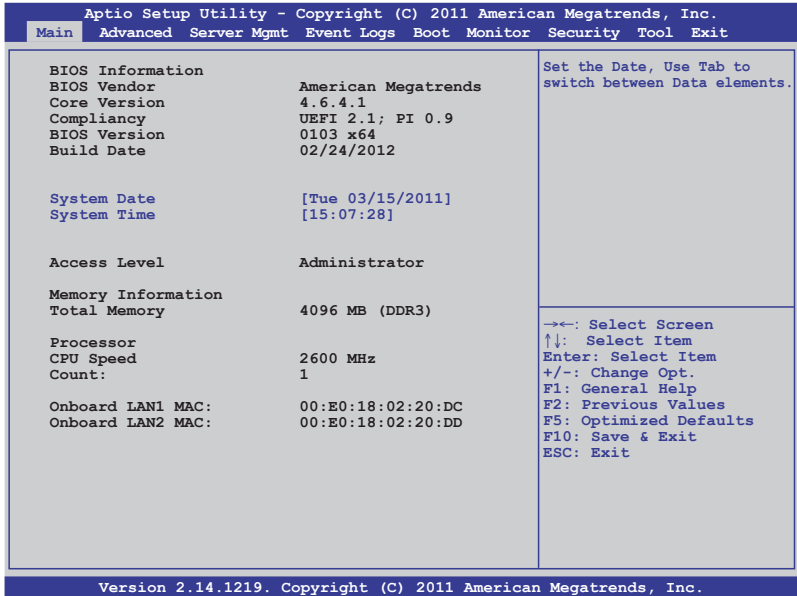 Aptio Setup Utility - Copyright (C) 2011 American Megatrends, Inc.
Main Advanced Server Mgmt Event Logs Boot Monitor Security Tool Exit
BIOS Information
BIOS Vendor American Megatrends
Core Version 4.6.4.1
Compliancy UEFI 2.1; PI 0.9
BIOS Version 0103 x64
Build Date 02/24/2012
System Date [Tue 03/15/2011]
System Time [15:07:28]
Access Level Administrator
Memory Information
Total Memory 4096 MB (DDR3)
Processor
CPU Speed 2600 MHz
Count: 1
Onboard LAN1 MAC: 00:E0:18:02:20:DC
Onboard LAN2 MAC: 00:E0:18:02:20:DD
Set the Date, Use Tab to
switch between Data elements.
→←: Select Screen
↑↓: Select Item
Enter: Select Item
+/-: Change Opt.
F1: General Help
F2: Previous Values
F5: Optimized Defaults
F10: Save & Exit
ESC: Exit
Version 2.14.1219. Copyright (C) 2011 American Megatrends, Inc.